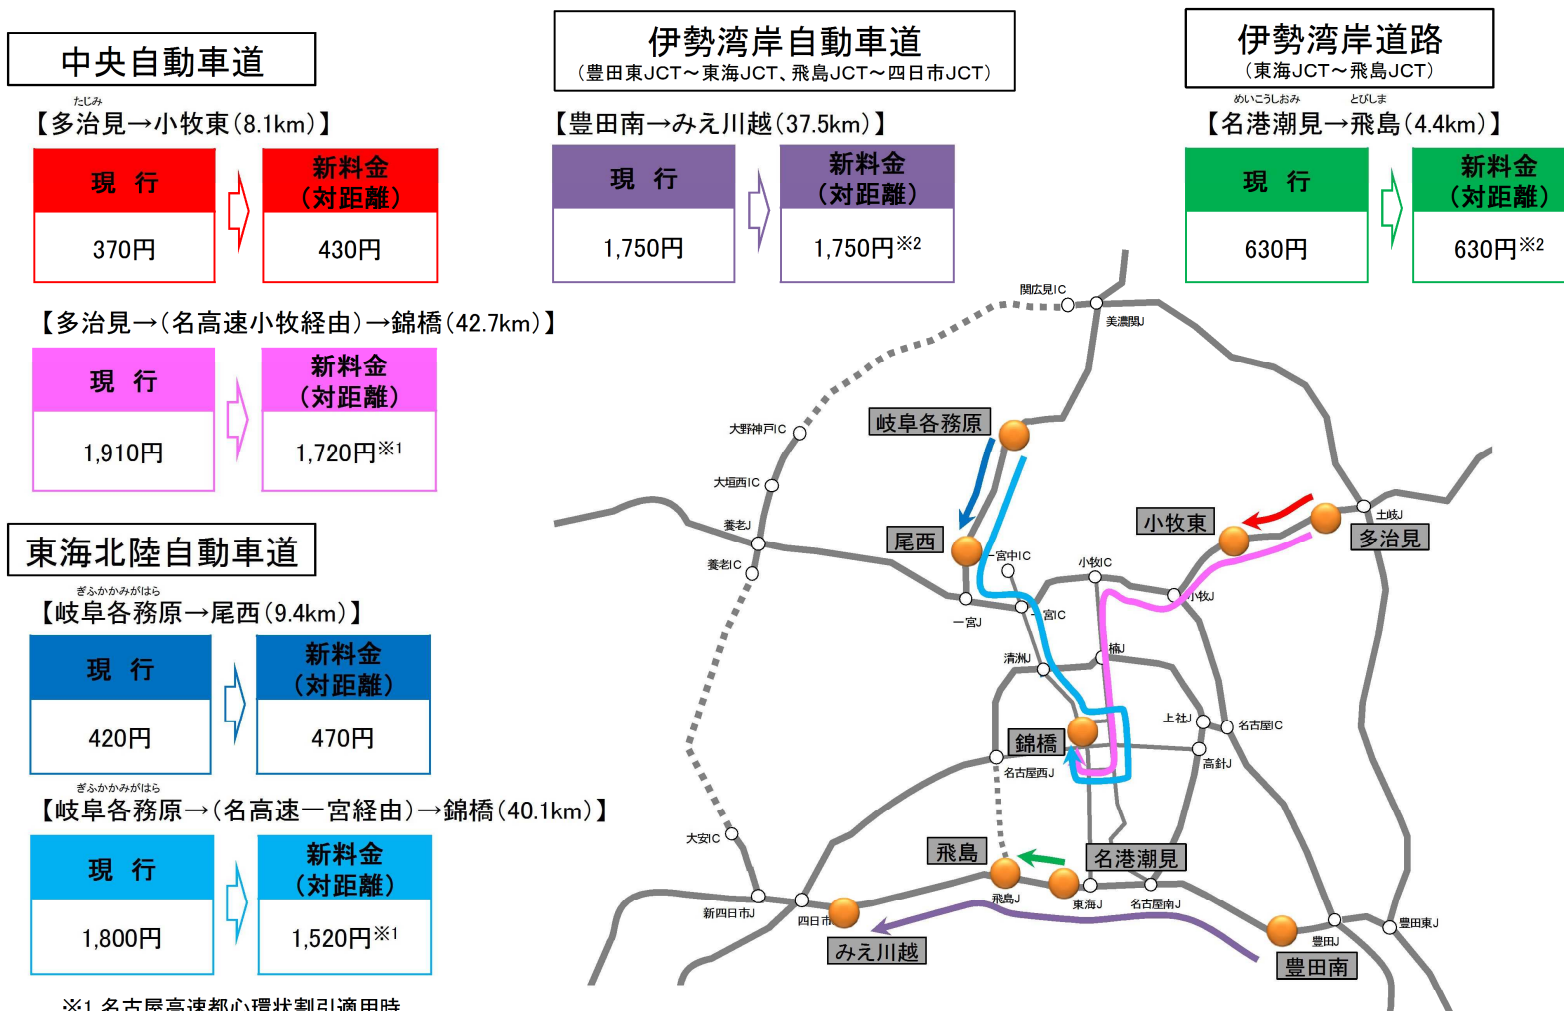 中央自動車道
たじみ
【多治見→小牧東(8.1km)】
現 行
新料金
(対距離)
370円
430円
【多治見→(名高速小牧経由)→錦橋(42.7km)】
現 行
新料金
(対距離)
1,910円
1,720円※1
東海北陸自動車道
ぎふかかみがはら
【岐阜各務原→尾西(9.4km)】
現 行
新料金
(対距離)
420円
470円
ぎふかかみがはら
【岐阜各務原→(名高速一宮経由)→錦橋(40.1km)】
現 行
新料金
(対距離)
1,800円
1,520円※1
※1 名古屋高速都心環状割引適用時
伊勢湾岸自動車道
(豊田東JCT～東海JCT、飛島JCT～四日市JCT)
【豊田南→みえ川越(37.5km)】
現 行
新料金
(対距離)
1,750円
1,750円※2
伊勢湾岸道路
(東海JCT～飛島JCT)
めいこうしおみ とびしま
【名港潮見→飛島(4.4km)】
現 行
新料金
(対距離)
630円
630円※2
関広見IC
美濃関J
岐阜各務原
大野神戸IC
大垣西IC
養老J
養老IC
尾西
一宮中IC
小牧東
土岐J
多治見
小牧IC
小牧J
一宮J
一宮IC
清洲J
楠J
上社J
名古屋IC
錦橋
高針J
名古屋西J
大安IC
飛島
名港潮見
新四日市J
四日市
みえ川越
飛島J
東海J
名古屋南J
豊田J
豊田東J
豊田南